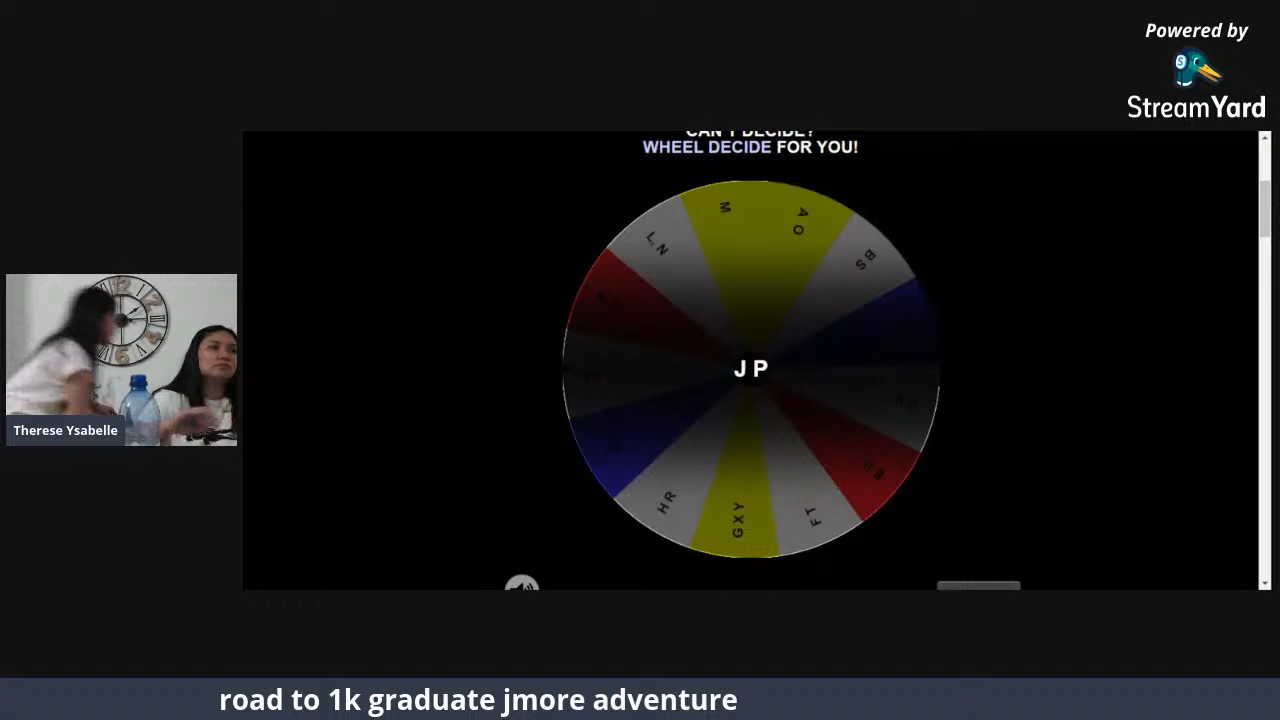 Powered by
StreamYard
WHEEL DECIDE FOR YOU!
M
A O
L, N
B S
J P
H R
G X Y
F T
Therese Ysabelle
road to 1k graduate jmore adventure